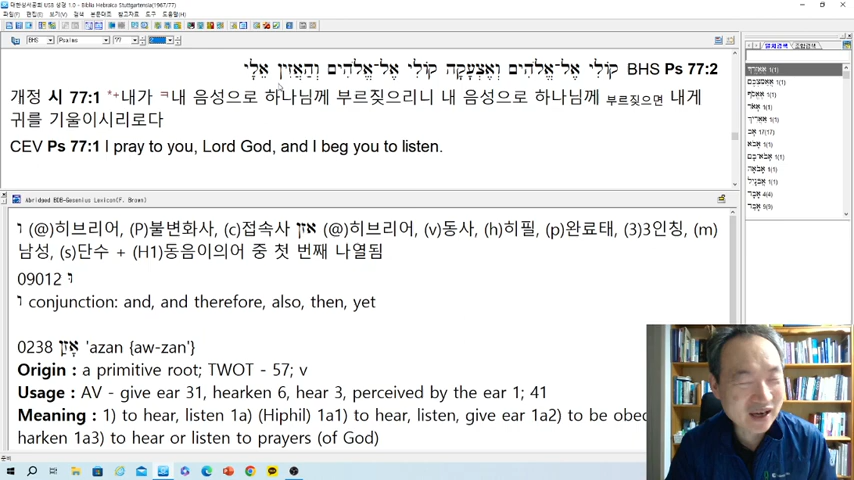 대한성서공회 USB 성경 1.0 - Biblia Hebraica Stuttgartensia(1967/77)
BHS Psalms 77 2
קוֹלִי אֶל־אֱלֹהִים וְאֶצְעָקָה קוֹלִי אֶל־אֱלֹהִים וְהַאֲזִין אֵלָי BHS Ps 77:2
개정 시 77:1 *+내가 ㄱ내 음성으로 하나님께 부르짖으리니 내 음성으로 하나님께 부르짖으면 내게
귀를 기울이시리로다
CEV Ps 77:1 I pray to you, Lord God, and I beg you to listen.
Abridged BDB-Gesenius Lexicon(F. Brown)
ו (@)히브리어, (P)불변화사, (c)접속사 אזן (@)히브리어, (v)동사, (h)히필, (p)완료태, (3)3인칭, (m)
남성, (s)단수 + (H1)동음이의어 중 첫 번째 나열됨
09012 וּ
וּ conjunction: and, and therefore, also, then, yet
0238 אָזַן 'azan {aw-zan'}
Origin : a primitive root; TWOT - 57; v
Usage : AV - give ear 31, hearken 6, hear 3, perceived by the ear 1; 41
Meaning : 1) to hear, listen 1a) (Hiphil) 1a1) to hear, listen, give ear 1a2) to be obed
harken 1a3) to hear or listen to prayers (of God)